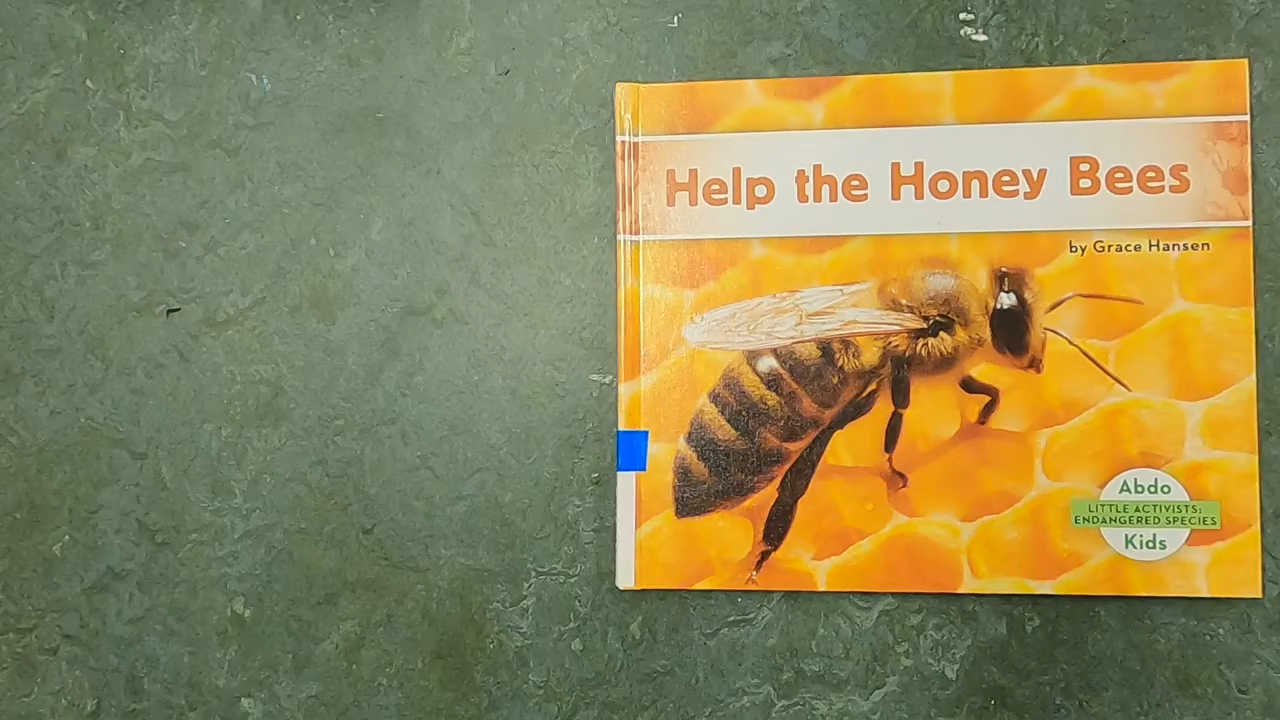 Help the Honey Bees
by Grace Hansen
Abdo
LITTLE ACTIVISTS:
ENDANGERED SPECIES
Kids